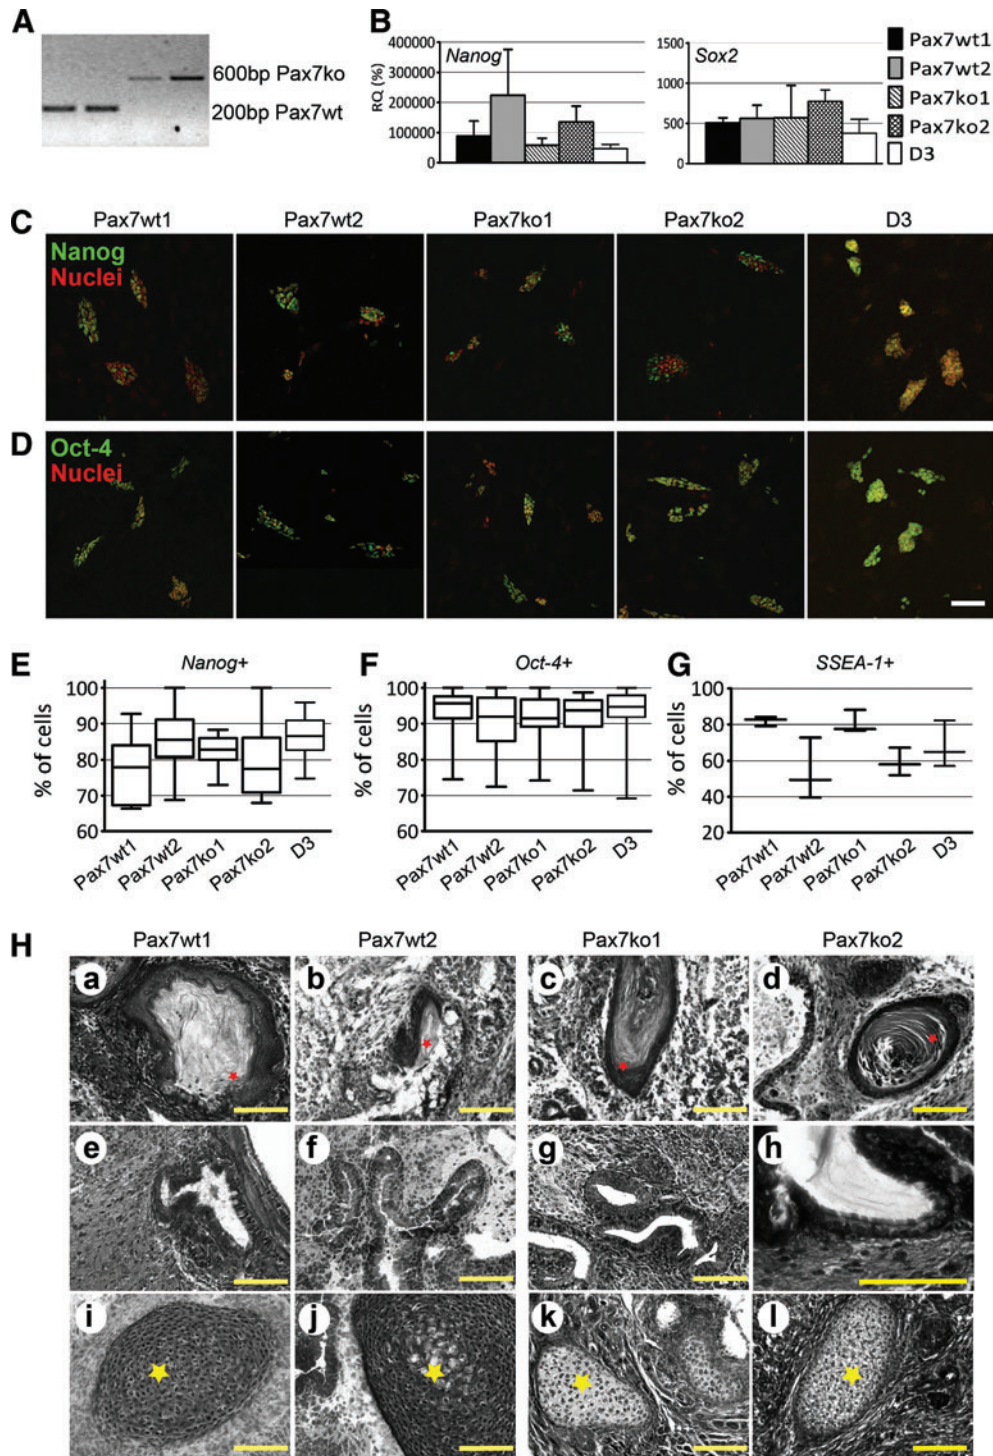 A
600bp Pax7ko
200bp Pax7wt
B
RQ (%)
400000
300000
200000
100000
0
Nanog
1500
1000
500
0
Sox2
Pax7wt1
Pax7wt2
Pax7ko1
Pax7ko2
D3
C
Pax7wt1 Pax7wt2 Pax7ko1 Pax7ko2 D3
Nanog
Nuclei
D
Oct-4
Nuclei
E
Nanog+
% of cells
100
90
80
70
60
Pax7wt1 Pax7wt2 Pax7ko1 Pax7ko2 D3
F
Oct-4+
% of cells
100
90
80
70
60
Pax7wt1 Pax7wt2 Pax7ko1 Pax7ko2 D3
G
SSEA-1+
% of cells
100
80
60
40
20
Pax7wt1 Pax7wt2 Pax7ko1 Pax7ko2 D3
H
Pax7wt1 Pax7wt2 Pax7ko1 Pax7ko2
a b c d
e f g h
i j k l